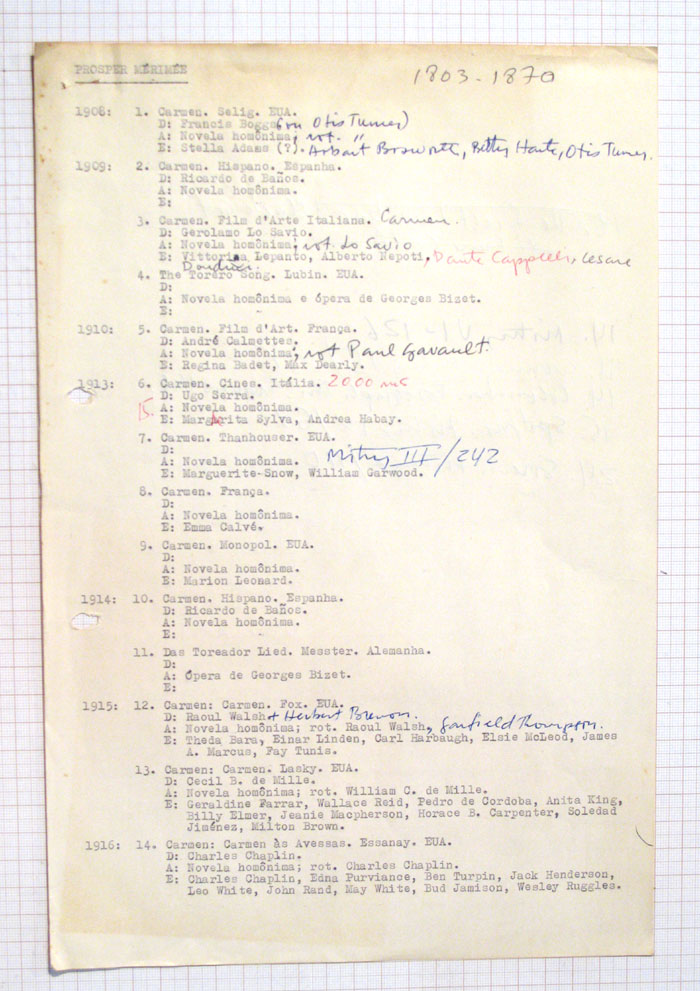 PROSPER MÉRIMÉE 1803-1870
1908: 1. Carmen. Selig. EUA.
D: Francis Boggs (ou Otis Turner)
A: Novela homônima; rot. "
E: Stella Adams (?). Hobart Bosworth, Betty Harte, Otis Turner.
1909: 2. Carmen. Hispano. Espanha.
D: Ricardo de Baños.
A: Novela homônima.
E:
3. Carmen. Film d'Arte Italiana. Carmen.
D: Gerolamo Lo Savio.
A: Novela homônima; rot Lo Savio
E: Vittorina Lepanto, Alberto Nepoti, Dante Cappelli, Cesare
4. The Torero Song. Lubin. EUA.
D:
A: Novela homônima e ópera de Georges Bizet.
E:
1910: 5. Carmen. Film d'Art. França.
D: André Calmettes.
A: Novela homônima; rot Paul Gavault.
E: Regina Badet, Max Dearly.
1913: 6. Carmen. Cines. Itália. 2000 mts
D: Ugo Serra.
15. A: Novela homônima.
E: Margarita Sylva, Andrea Habay.
7. Carmen. Thanhouser. EUA.
D: Mitry III/242
A: Novela homônima.
E: Marguerite-Snow, William Garwood.
8. Carmen. França.
D:
A: Novela homônima.
E: Emma Calvé.
9. Carmen. Monopol. EUA.
D:
A: Novela homônima.
E: Marion Leonard.
1914: 10. Carmen. Hispano. Espanha.
D: Ricardo de Baños.
A: Novela homônima.
E:
11. Das Toreador Lied. Messter. Alemanha.
D:
A: Ópera de Georges Bizet.
E:
1915: 12. Carmen: Carmen. Fox. EUA.
D: Raoul Walsh + Herbert Brenon.
A: Novela homônima; rot. Raoul Walsh, Garfield Thompson.
E: Theda Bara, Einar Linden, Carl Harbaugh, Elsie McLeod, James
A. Marcus, Fay Tunis.
13. Carmen: Carmen. Lasky. EUA.
D: Cecil B. de Mille.
A: Novela homônima; rot. William C. de Mille.
E: Geraldine Farrar, Wallace Reid, Pedro de Cordoba, Anita King,
Billy Elmer, Jeanie Macpherson, Horace B. Carpenter, Soledad
Jiménez, Milton Brown.
1916: 14. Carmen: Carmen às Avessas. Essanay. EUA.
D: Charles Chaplin.
A: Novela homônima; rot. Charles Chaplin.
E: Charles Chaplin, Edna Purviance, Ben Turpin, Jack Henderson,
Leo White, John Rand, May White, Bud Jamison, Wesley Ruggles.